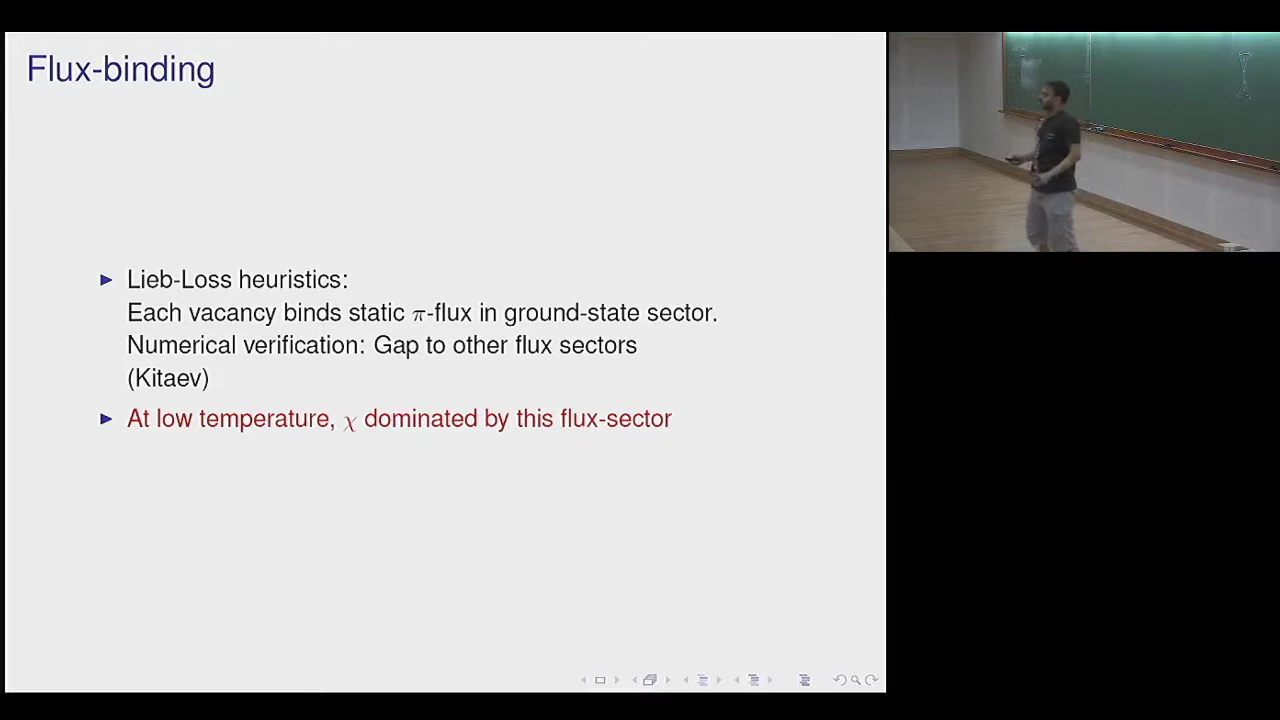 Flux-binding
Lieb-Loss heuristics:
Each vacancy binds static π-flux in ground-state sector.
Numerical verification: Gap to other flux sectors
(Kitaev)
At low temperature, χ dominated by this flux-sector